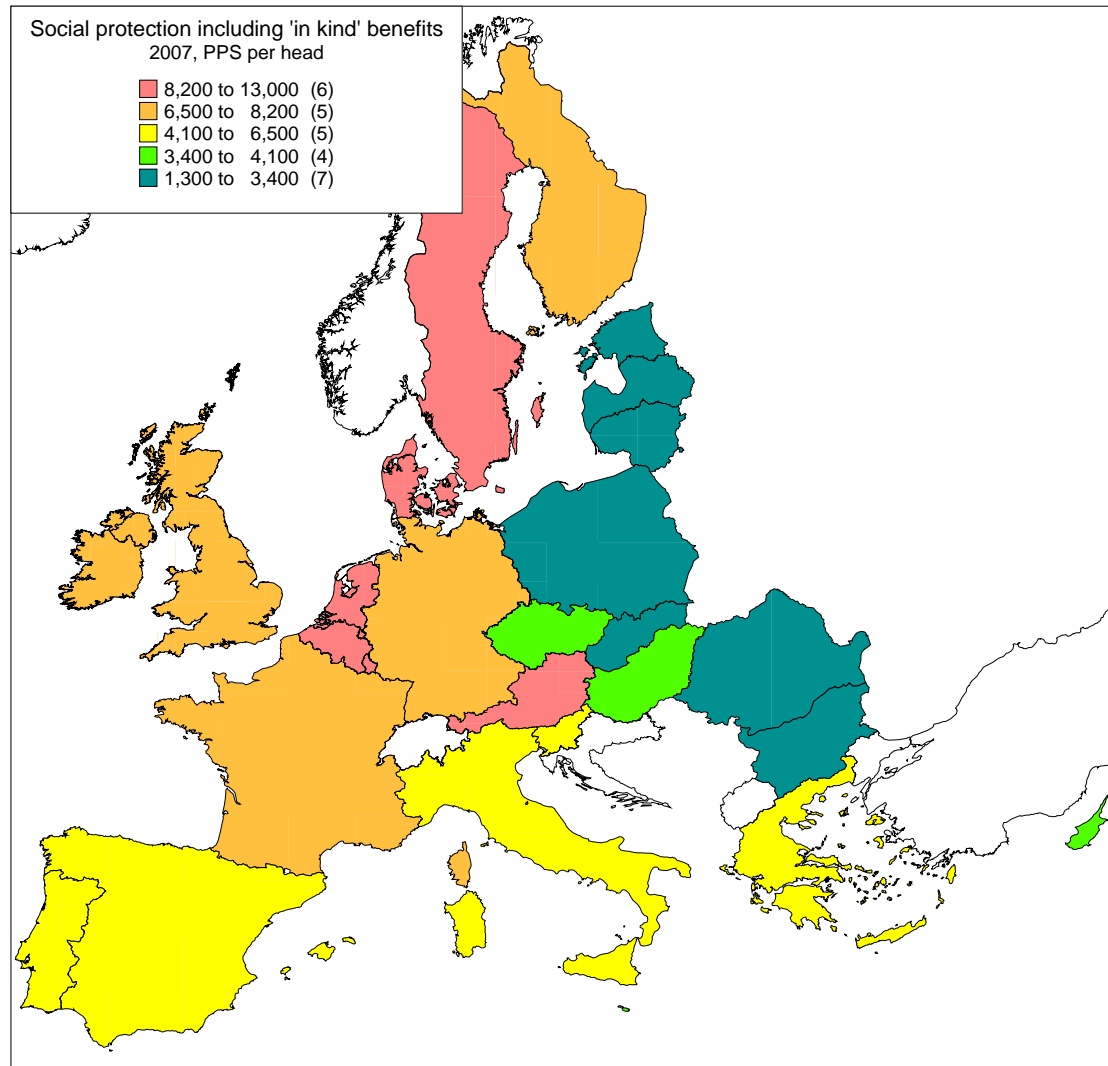 Social protection including 'in kind' benefits
2007, PPS per head
8,200 to 13,000 (6)
6,500 to 8,200 (5)
4,100 to 6,500 (5)
3,400 to 4,100 (4)
1,300 to 3,400 (7)